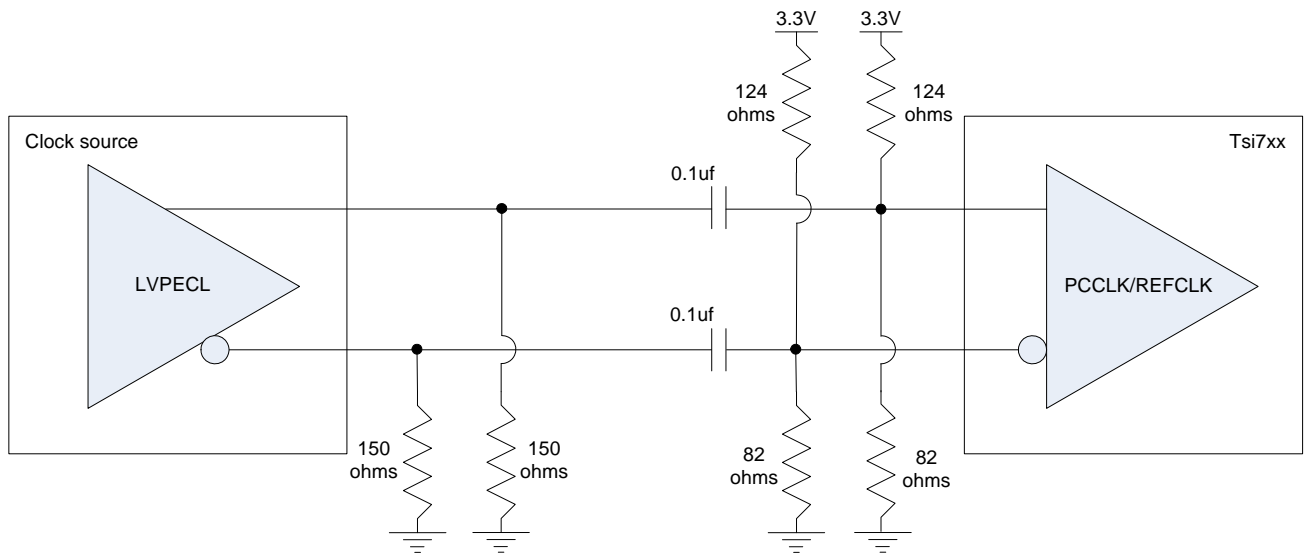 3.3V
3.3V
124
ohms
124
ohms
Clock source
Tsi7xx
0.1uf
LVPECL
PCCLK/REFCLK
0.1uf
150
ohms
150
ohms
82
ohms
82
ohms